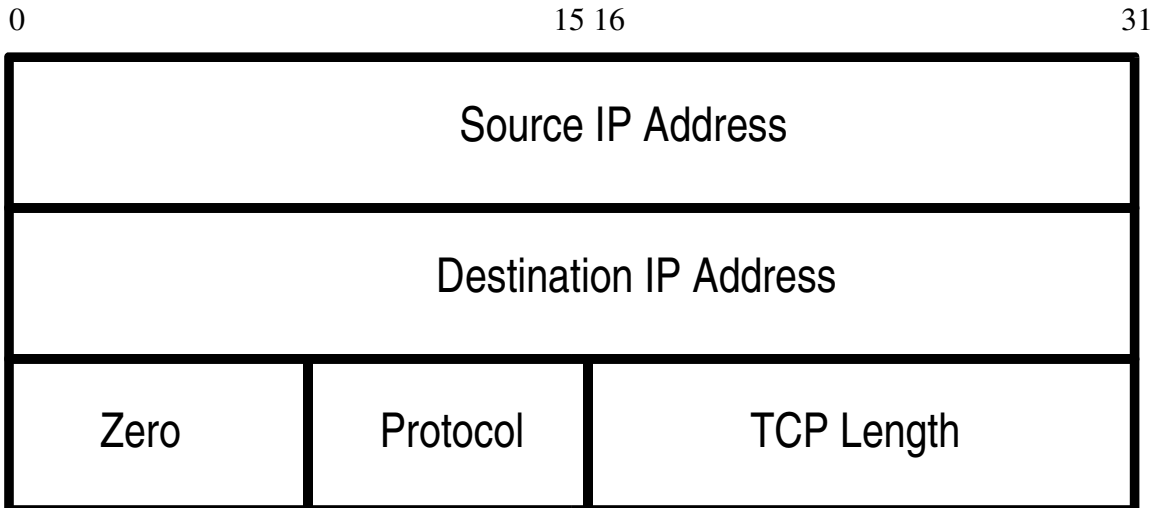 0 15 16 31
Source IP Address
Destination IP Address
Zero Protocol TCP Length